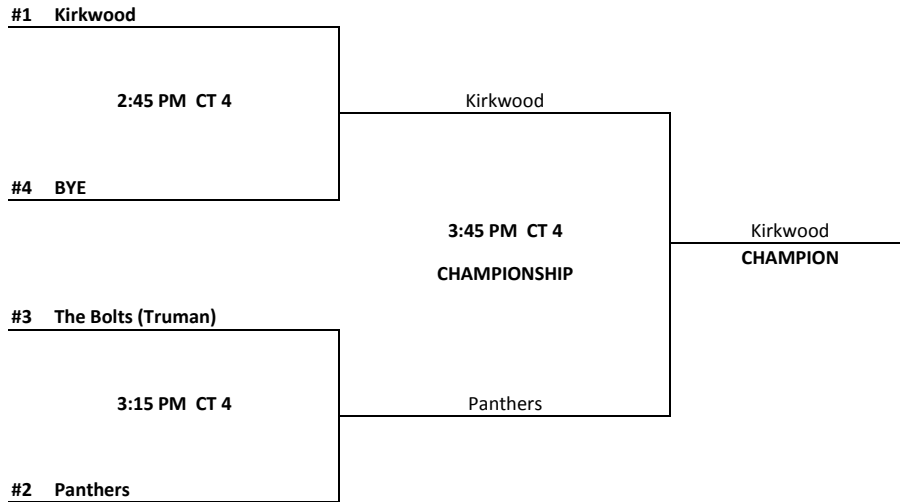 #1 Kirkwood
2:45 PM CT 4
Kirkwood
#4 BYE
3:45 PM CT 4
CHAMPIONSHIP
Kirkwood
CHAMPION
#3 The Bolts (Truman)
3:15 PM CT 4
Panthers
#2 Panthers